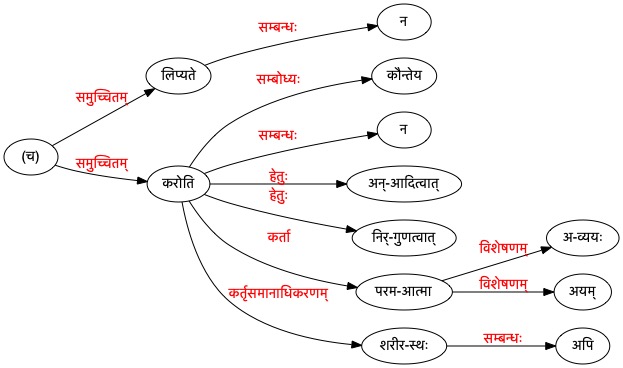 न
सम्बन्धः
लिप्यते
सम्बोध्यः
कौन्तेय
समुच्चितम्
सम्बन्धः
न
(च)
समुच्चितम्
करोति
हेतुः
अन्-आदित्वात्
हेतुः
निर्-गुणत्वात्
कर्ता
विशेषणम्
अ-व्ययः
परम-आत्मा
विशेषणम्
अयम्
कर्तृसमानाधिकरणम्
शरीर-स्थः
सम्बन्धः
अपि